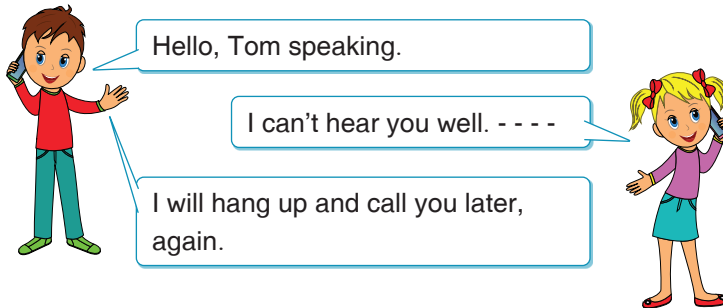 Hello, Tom speaking.
I can’t hear you well. - - - -
I will hang up and call you later,
again.